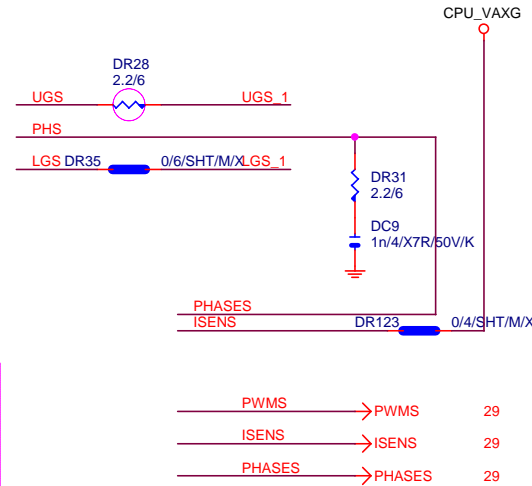 CPU_VAXG
DR28
2.2/6
UGS
UGS_1
PHS
LGS
DR35
0/6/SHT/M/X
LGS_1
DR31
2.2/6
DC9
1n/4/X7R/50V/K
PHASES
ISENS
DR123
0/4/SHT/M/X
PWMS
PWMS
29
ISENS
ISENS
29
PHASES
PHASES
29